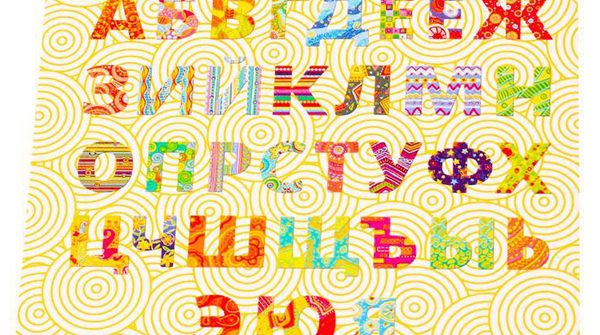 АБВГДЕЁЖ
ЗИЙКЛМН
ОПРСТУФХ
ЦЧШЩЪЫЬ
ЭЮЯ